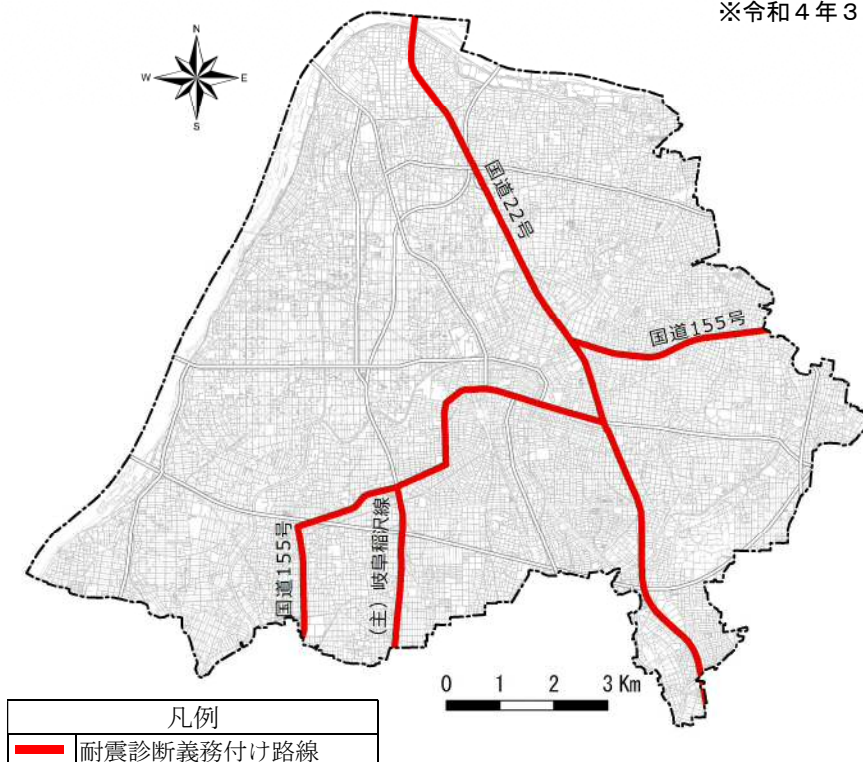 ※令和４年３
N
W
E
S
国道22号
国道155号
国道155号
(主) 岐阜稲沢線
0 1 2 3 Km
凡例
耐震診断義務付け路線